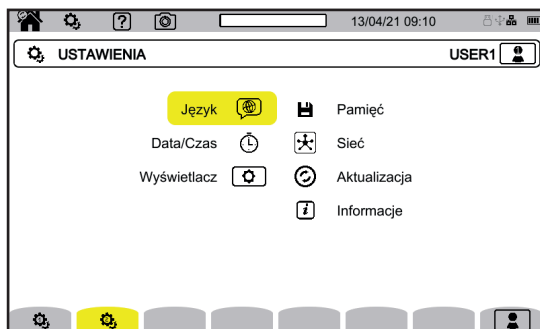 13/04/21 09:10
USTAWIENIA USER1
Język Pamięć
Data/Czas Sieć
Wyświetlacz Aktualizacja
Informacje